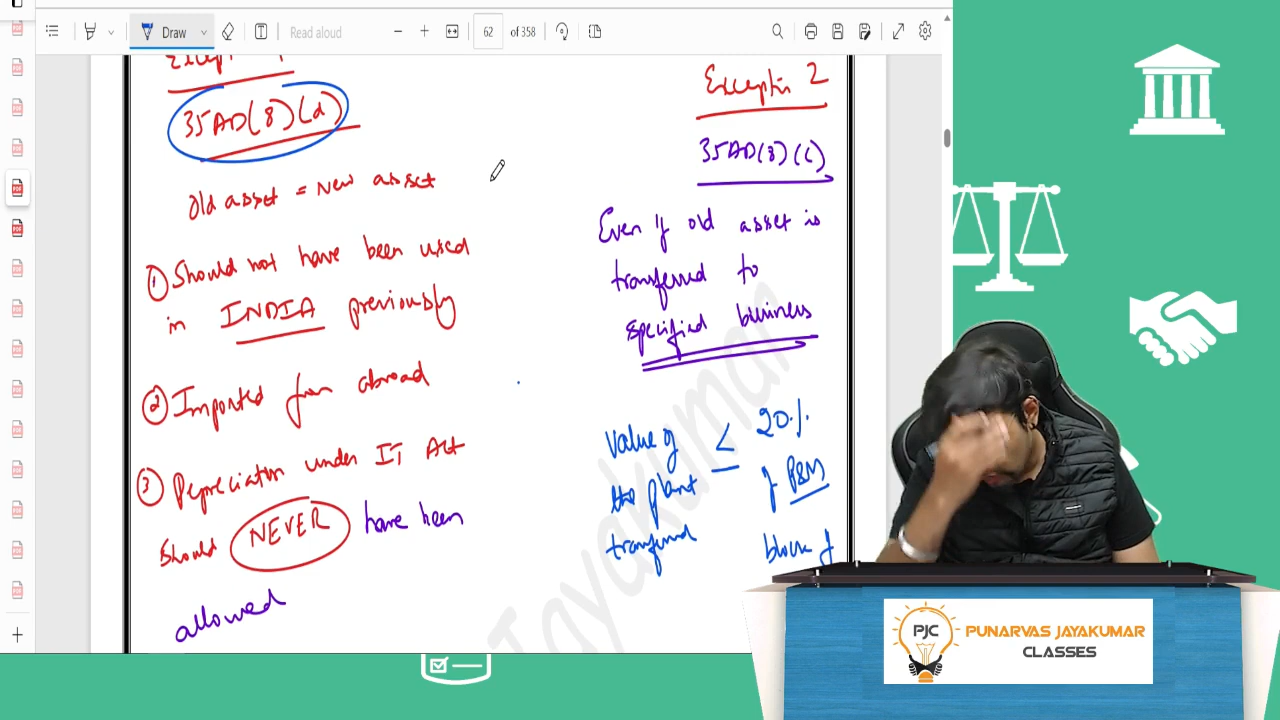 Draw
Read aloud
62
of 358
Exception 1
35AD(8)(d)
Old asset = New asset
① Should not have been used
in INDIA previously
② Imported from abroad
③ Depreciation under IT Act
should NEVER have been
allowed
Exceptin 2
35AD(8)(C)
Even if old asset is
transferred to
specified business
Value of
the plant
transferred
≤ 20%
of P&M
block of
Jayakumar
PJC
PUNARVAS JAYAKUMAR
CLASSES